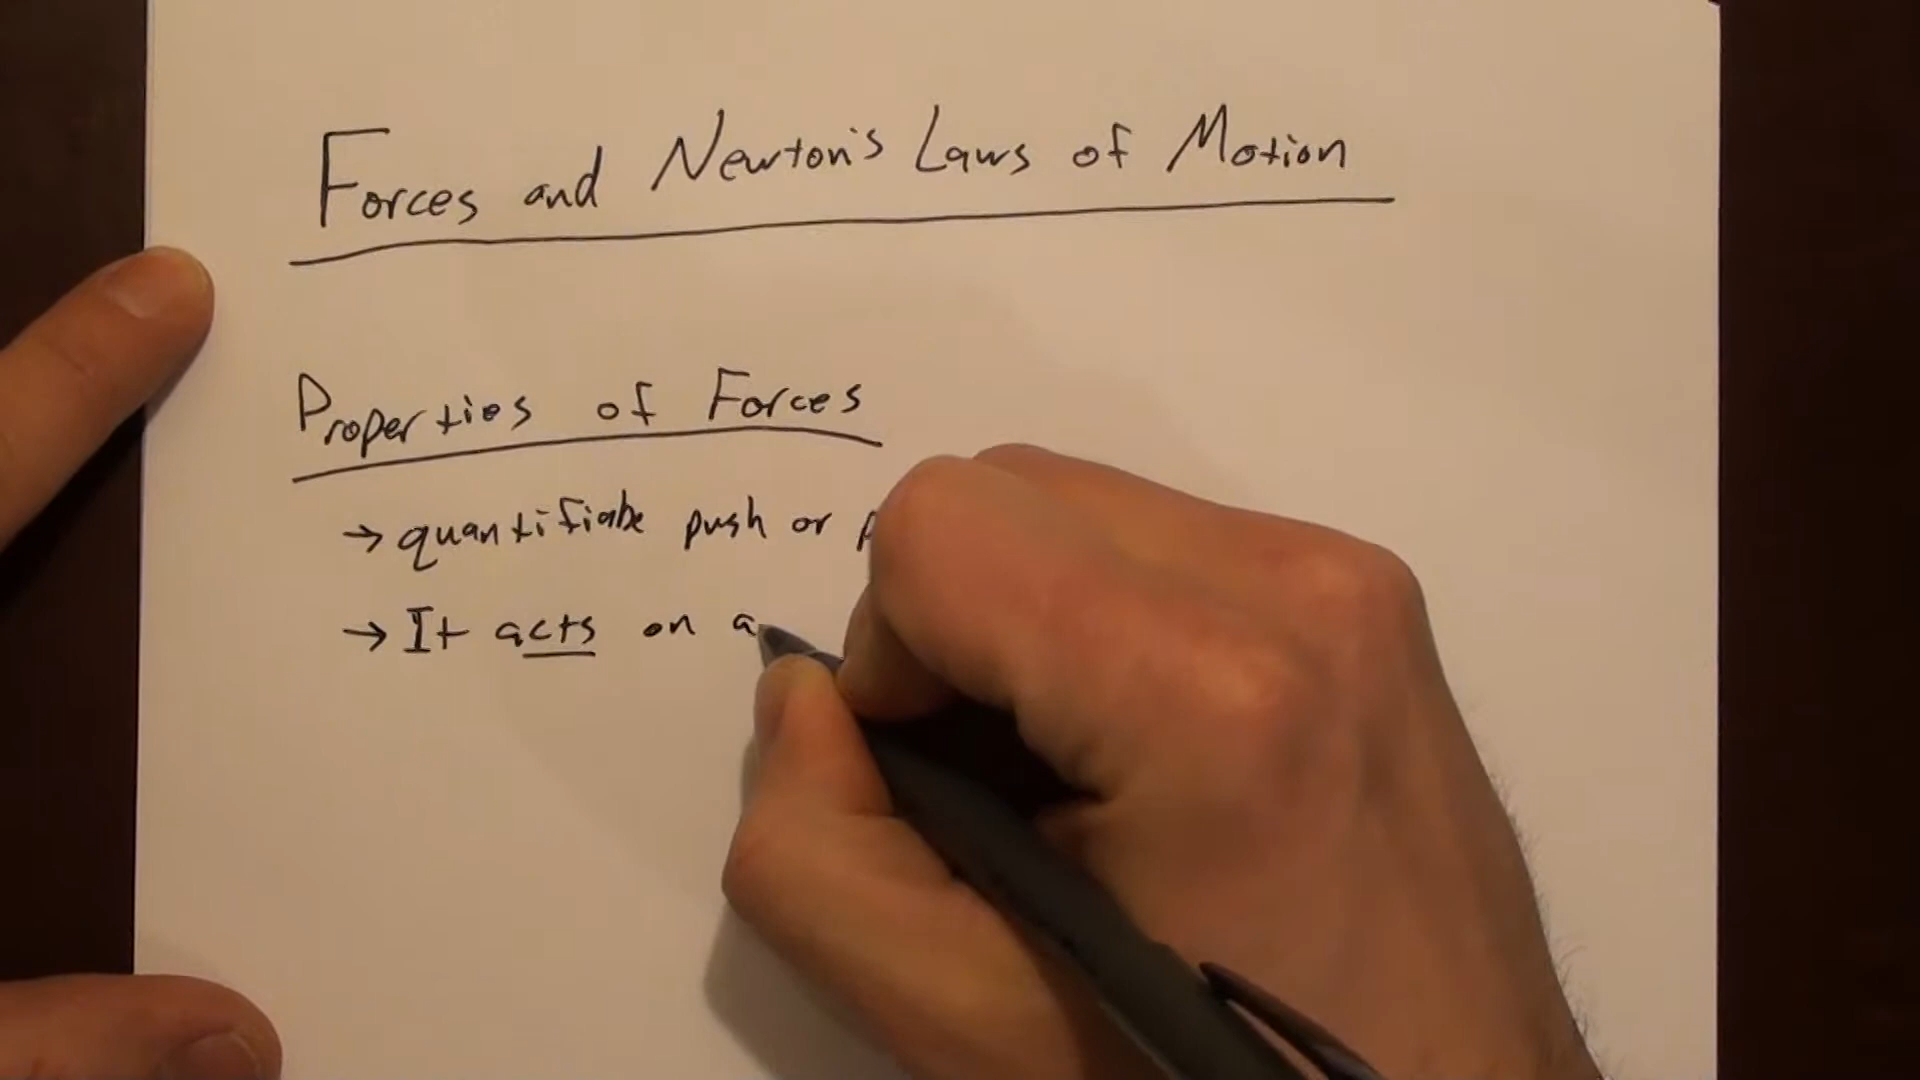 Forces and Newton's Laws of Motion
Properties of Forces
→ quantifiable push or p
→ It acts on a